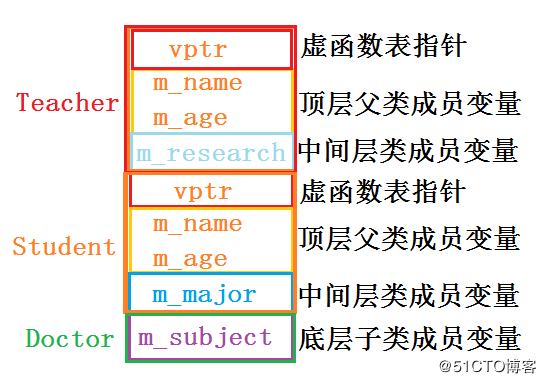 vptr 虚函数表指针
m_name
Teacher 顶层父类成员变量
m_age
m_research 中间层类成员变量
vptr 虚函数表指针
m_name
Student 顶层父类成员变量
m_age
m_major 中间层类成员变量
Doctor m_subject 底层子类成员变量
@51CTO博客